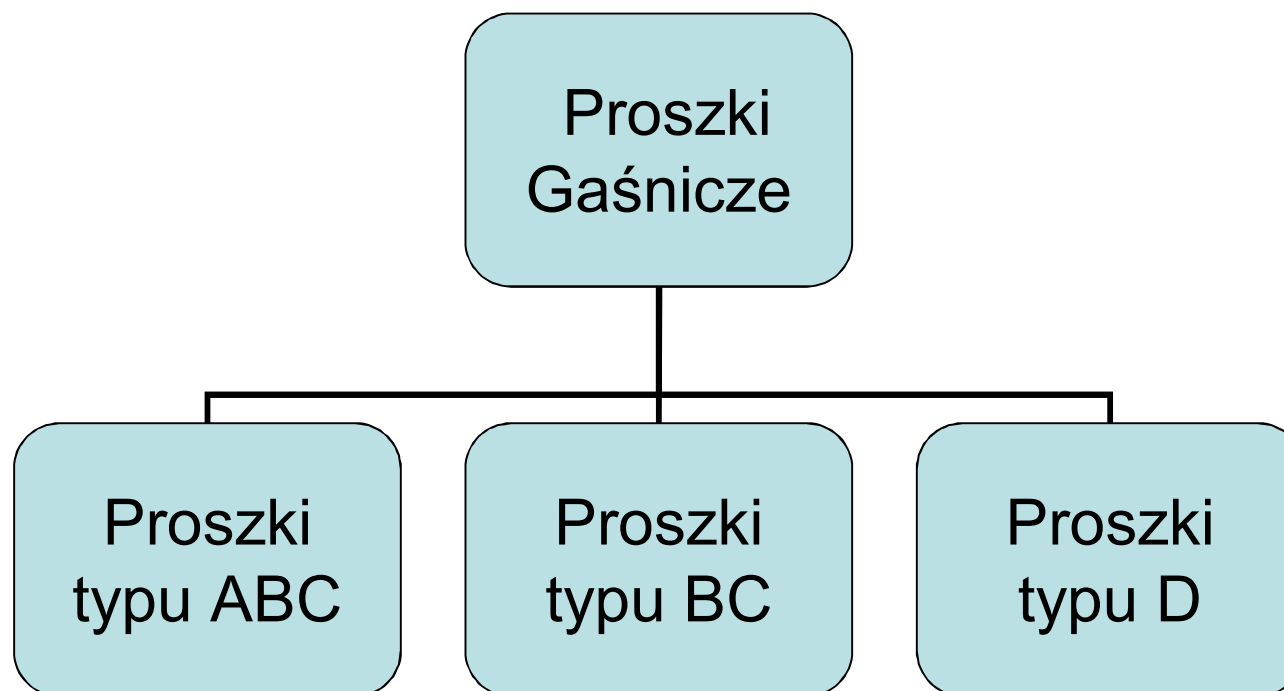 Proszki
Gaśnicze
Proszki
typu ABC
Proszki
typu BC
Proszki
typu D